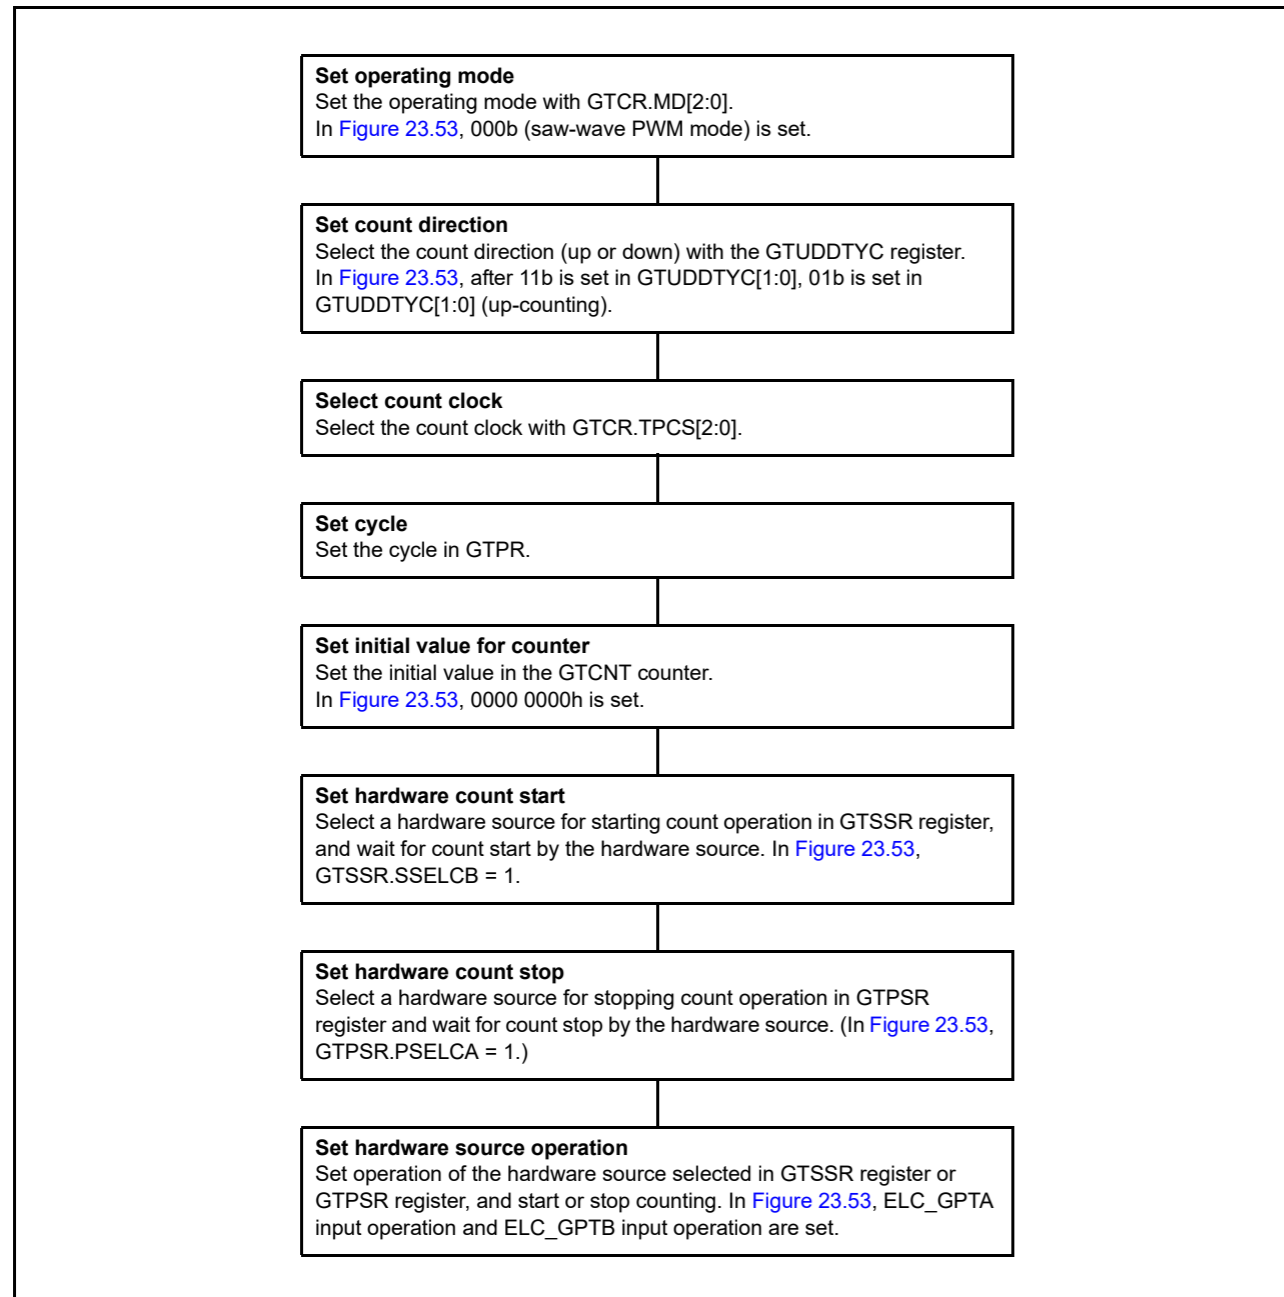 Set operating mode
Set the operating mode with GTCR.MD[2:0].
In Figure 23.53, 000b (saw-wave PWM mode) is set.
Set count direction
Select the count direction (up or down) with the GTUDDTYC register.
In Figure 23.53, after 11b is set in GTUDDTYC[1:0], 01b is set in
GTUDDTYC[1:0] (up-counting).
Select count clock
Select the count clock with GTCR.TPCS[2:0].
Set cycle
Set the cycle in GTPR.
Set initial value for counter
Set the initial value in the GTCNT counter.
In Figure 23.53, 0000 0000h is set.
Set hardware count start
Select a hardware source for starting count operation in GTSSR register,
and wait for count start by the hardware source. In Figure 23.53,
GTSSR.SSELCB = 1.
Set hardware count stop
Select a hardware source for stopping count operation in GTPSR
register and wait for count stop by the hardware source. (In Figure 23.53,
GTPSR.PSELCA = 1.)
Set hardware source operation
Set operation of the hardware source selected in GTSSR register or
GTPSR register, and start or stop counting. In Figure 23.53, ELC_GPTA
input operation and ELC_GPTB input operation are set.